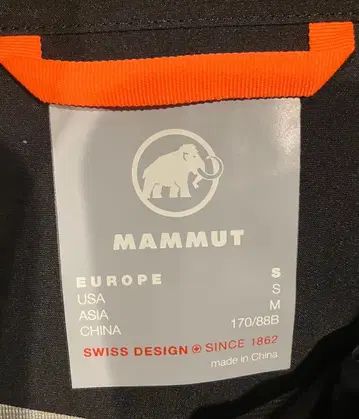 MAMMUT
EUROPE S
USA S
ASIA M
CHINA 170/88B
SWISS DESIGN SINCE 1862
made in China